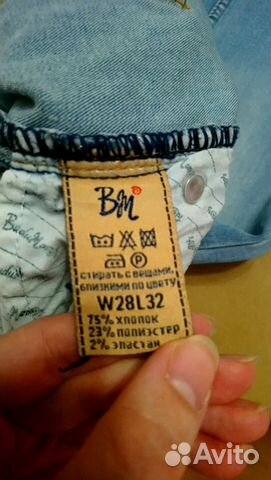 BM
P
СТИРАТЬ С ВЕЩАМИ,
БЛИЗКИМИ ПО ЦВЕТУ
W28L32
75% ХЛОПОК
23% ПОЛИЭСТЕР
2% ЭЛАСТАН
Avito